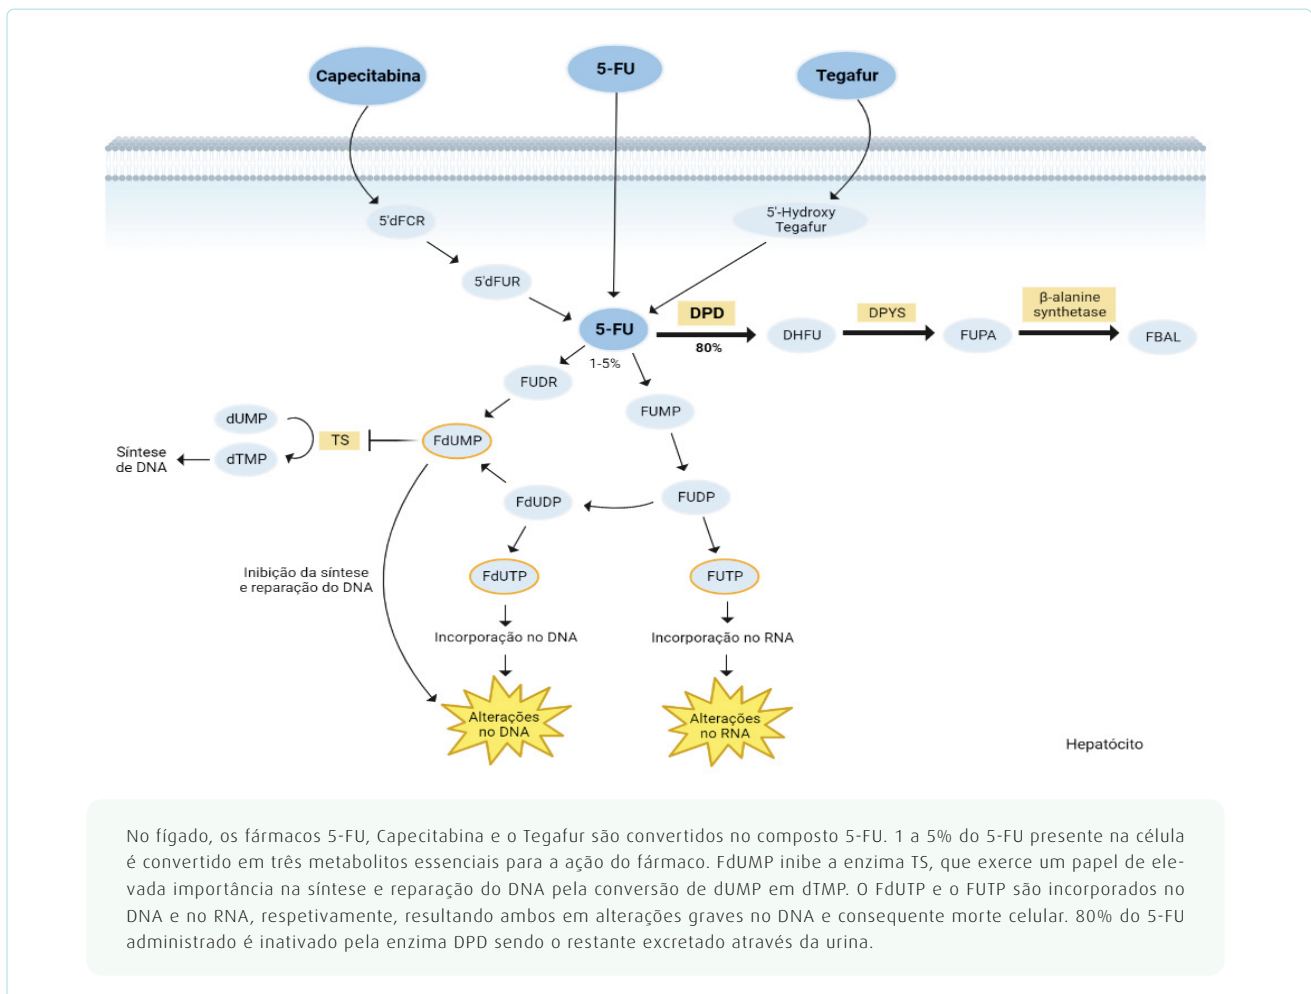 Capecitabina
5-FU
Tegafur
5'dFCR
5'-Hydroxy
Tegafur
5'dFUR
5-FU
DPD
80%
DHFU
DPYS
FUPA
β-alanine
synthetase
FBAL
1-5%
FUDR
FUMP
dUMP
TS
FdUMP
dTMP
Síntese
de DNA
FdUDP
FUDP
Inibição da síntese
e reparação do DNA
FdUTP
FUTP
Incorporação no DNA
Incorporação no RNA
Alterações
no DNA
Alterações
no RNA
Hepatócito
No fígado, os fármacos 5-FU, Capecitabina e o Tegafur são convertidos no composto 5-FU. 1 a 5% do 5-FU presente na célula
é convertido em três metabolitos essenciais para a ação do fármaco. FdUMP inibe a enzima TS, que exerce um papel de ele-
vada importância na síntese e reparação do DNA pela conversão de dUMP em dTMP. O FdUTP e o FUTP são incorporados no
DNA e no RNA, respetivamente, resultando ambos em alterações graves no DNA e consequente morte celular. 80% do 5-FU
administrado é inativado pela enzima DPD sendo o restante excretado através da urina.